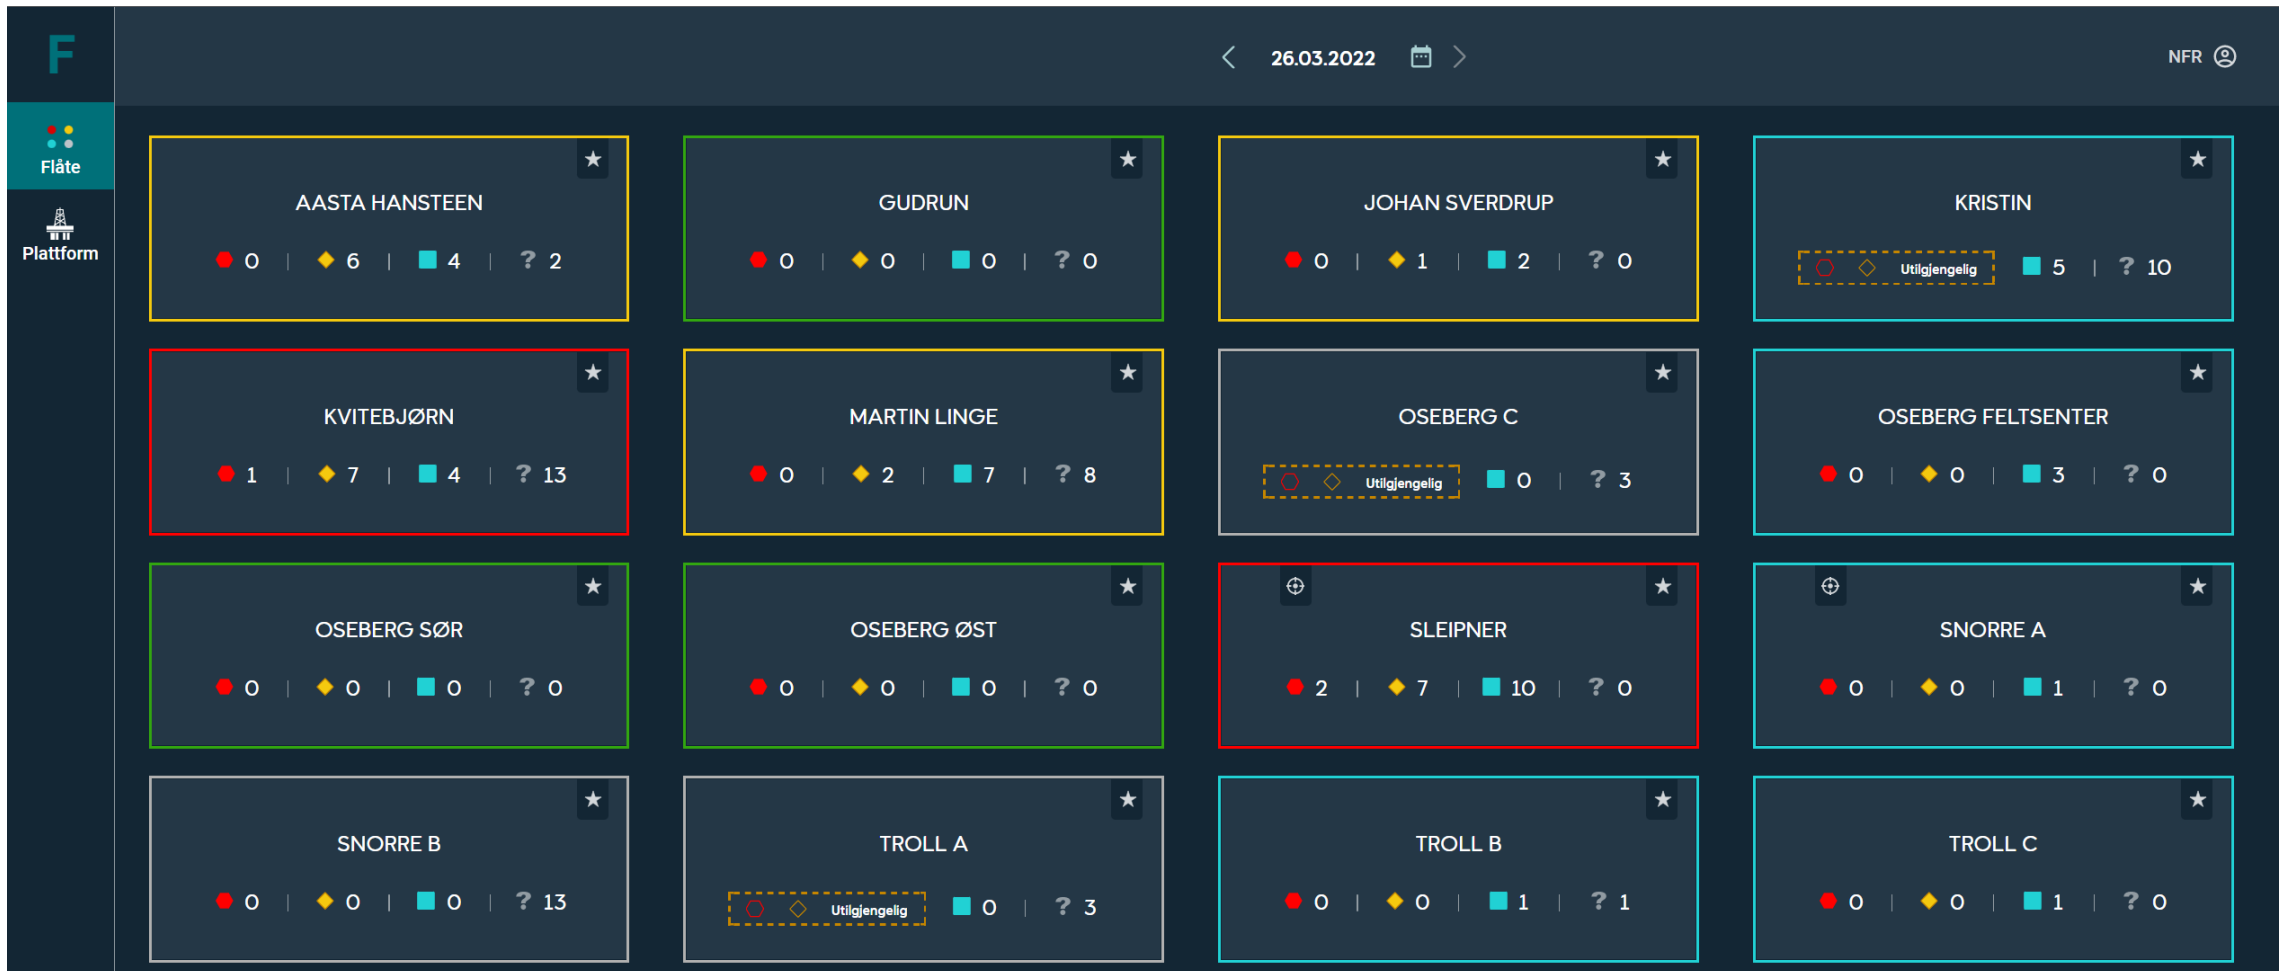 F
26.03.2022
NFR
Flåte
Plattform
AASTA HANSTEEN
0 | 6 | 4 | ? 2
GUDRUN
0 | 0 | 0 | ? 0
JOHAN SVERDRUP
0 | 1 | 2 | ? 0
KRISTIN
Utilgjengelig 5 | ? 10
KVITEBJØRN
1 | 7 | 4 | ? 13
MARTIN LINGE
0 | 2 | 7 | ? 8
OSEBERG C
Utilgjengelig 0 | ? 3
OSEBERG FELTSENTER
0 | 0 | 3 | ? 0
OSEBERG SØR
0 | 0 | 0 | ? 0
OSEBERG ØST
0 | 0 | 0 | ? 0
SLEIPNER
2 | 7 | 10 | ? 0
SNORRE A
0 | 0 | 1 | ? 0
SNORRE B
0 | 0 | 0 | ? 13
TROLL A
Utilgjengelig 0 | ? 3
TROLL B
0 | 0 | 1 | ? 1
TROLL C
0 | 0 | 1 | ? 0